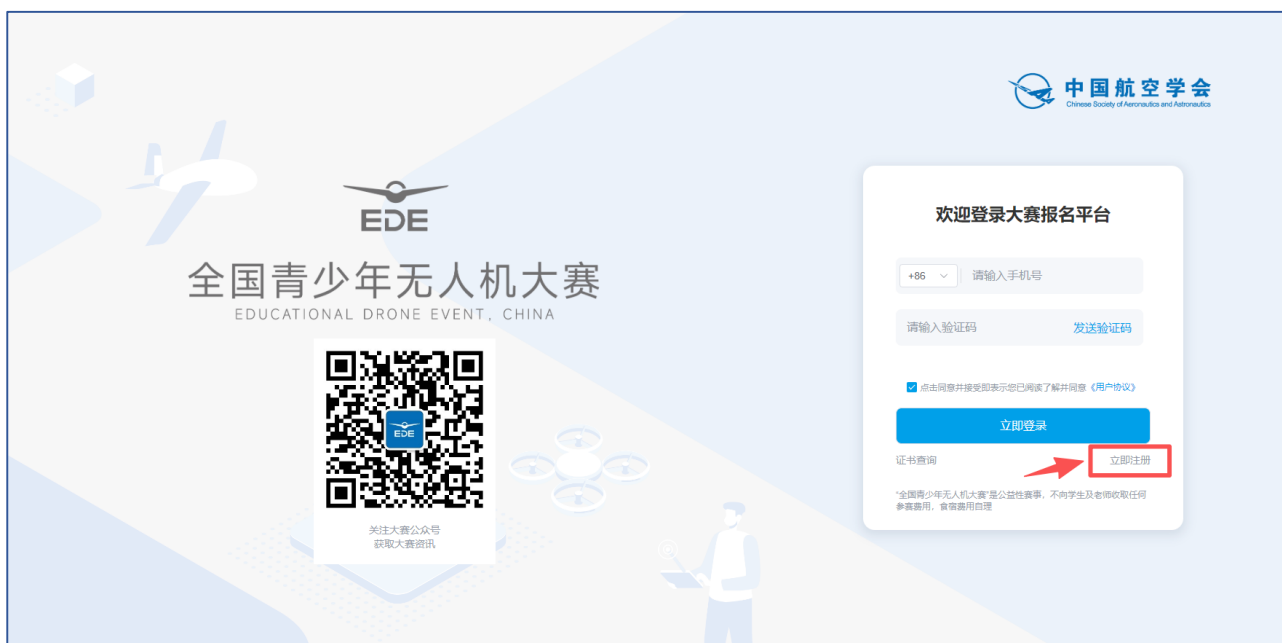 中国航空学会
Chinese Society of Aeronautics and Astronautics
EDE
全国青少年无人机大赛
EDUCATIONAL DRONE EVENT, CHINA
EDE
关注大赛公众号
获取大赛资讯
欢迎登录大赛报名平台
+86 请输入手机号
请输入验证码 发送验证码
点击同意并接受即表示您已阅读了解并同意《用户协议》
立即登录
证书查询 立即注册
“全国青少年无人机大赛”是公益性赛事，不向学生及老师收取任何
参赛费用，食宿费用自理